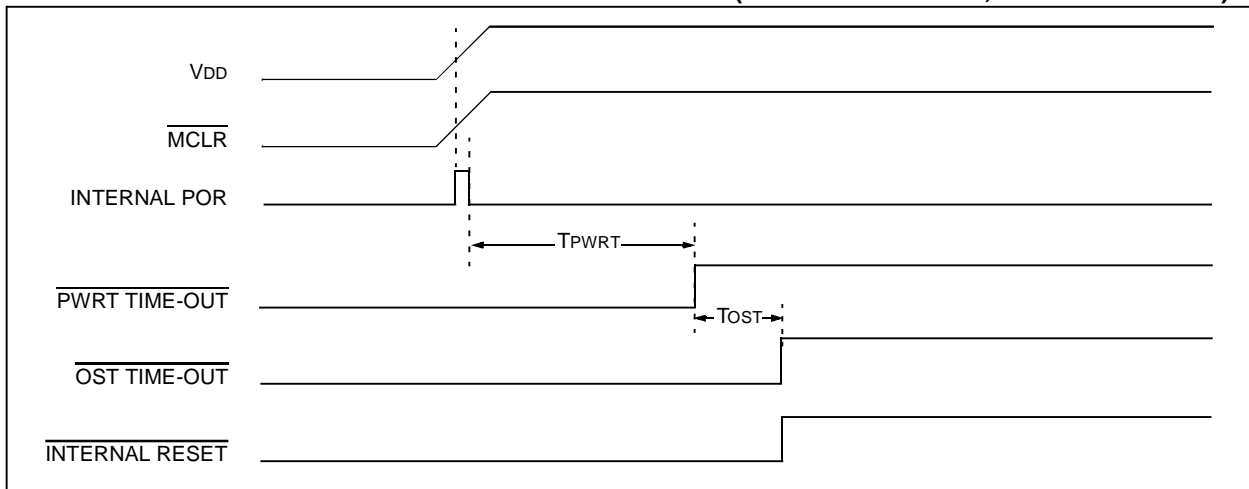 VDD
MCLR
INTERNAL POR
TPWRT
PWRT TIME-OUT
TOST
OST TIME-OUT
INTERNAL RESET